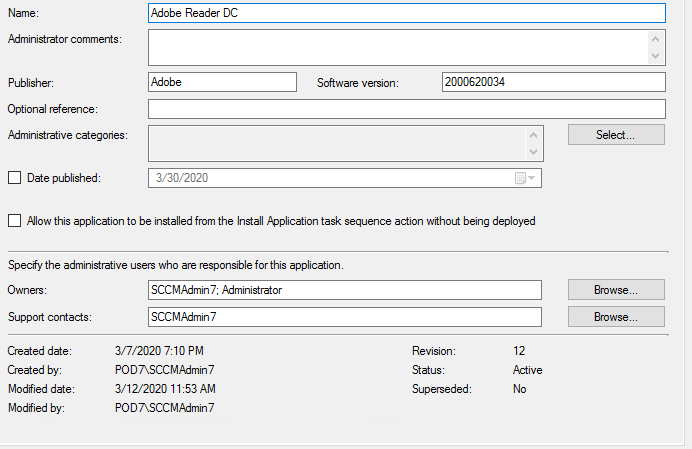 Name: Adobe Reader DC
Administrator comments:
Publisher: Adobe Software version: 2000620034
Optional reference:
Administrative categories: Select...
Date published: 3/30/2020
Allow this application to be installed from the Install Application task sequence action without being deployed
Specify the administrative users who are responsible for this application.
Owners: SCCMAdmin7; Administrator Browse...
Support contacts: SCCMAdmin7 Browse...
Created date: 3/7/2020 7:10 PM Revision: 12
Created by: POD7\SCCMAdmin7 Status: Active
Modified date: 3/12/2020 11:53 AM Superseded: No
Modified by: POD7\SCCMAdmin7